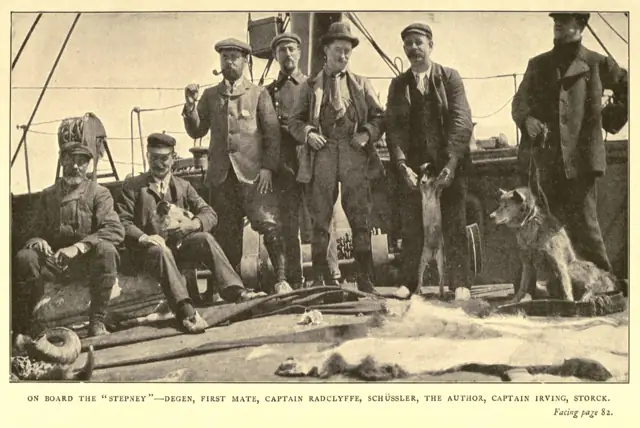 ON BOARD THE "STEPNEY"—DEGEN, FIRST MATE, CAPTAIN RADCLYFFE, SCHÜSSLER, THE AUTHOR, CAPTAIN IRVING, STORCK.
Facing page 82.